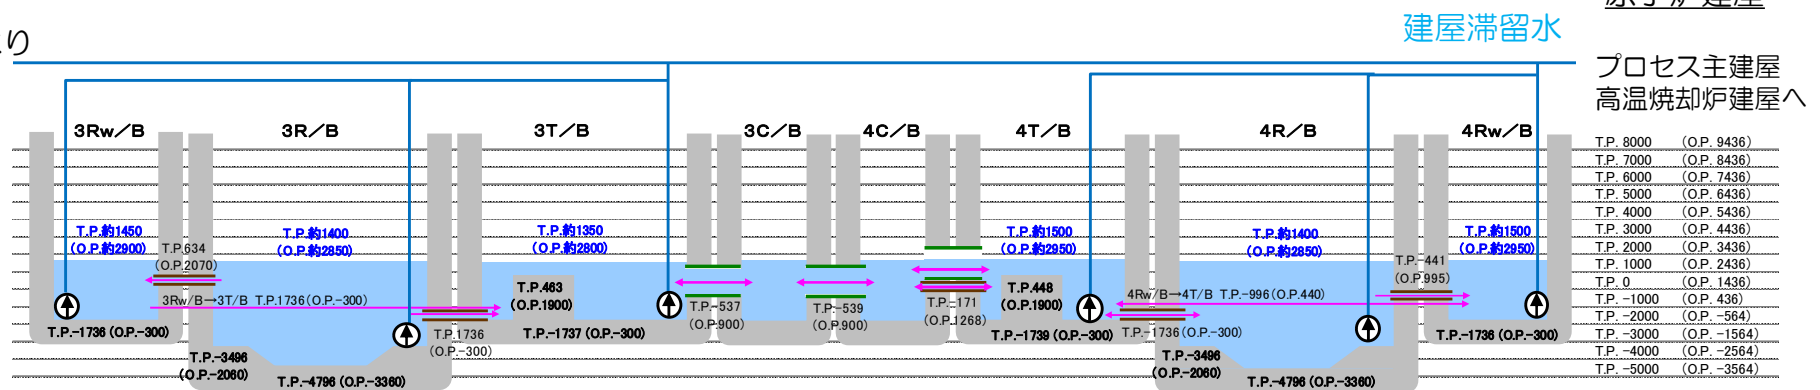 建屋滞留水
り
プロセス主建屋
高温焼却炉建屋へ
3Rw/B
3R/B
3T/B
3C/B
4C/B
4T/B
4R/B
4Rw/B
T.P. 8000 (O.P. 9436)
T.P. 7000 (O.P. 8436)
T.P. 6000 (O.P. 7436)
T.P. 5000 (O.P. 6436)
T.P. 4000 (O.P. 5436)
T.P. 3000 (O.P. 4436)
T.P. 2000 (O.P. 3436)
T.P. 1000 (O.P. 2436)
T.P. 0 (O.P. 1436)
T.P. -1000 (O.P. 436)
T.P. -2000 (O.P. -564)
T.P. -3000 (O.P. -1564)
T.P. -4000 (O.P. -2564)
T.P. -5000 (O.P. -3564)
T.P.約1450
(O.P.約2900)
T.P.634
(O.P.2070)
T.P.約1400
(O.P.約2850)
T.P.約1350
(O.P.約2800)
T.P.約1500
(O.P.約2950)
T.P.約1400
(O.P.約2850)
T.P.-441
(O.P.995)
T.P.約1500
(O.P.約2950)
3Rw/B→3T/B T.P.1736(O.P.-300)
T.P.463
(O.P.1900)
T.P.-537
(O.P.900)
T.P.-539
(O.P.900)
T.P.-171
(O.P.1268)
T.P.448
(O.P.1900)
4Rw/B→4T/B T.P.-996(O.P.440)
T.P.-1736 (O.P.-300)
T.P.1736
(O.P.-300)
T.P.-1737 (O.P.-300)
T.P.-1739 (O.P.-300)
T.P.-1736(O.P.-300)
T.P.-1736 (O.P.-300)
T.P.-3496
(O.P.-2060)
T.P.-4796 (O.P.-3360)
T.P.-3496
(O.P.-2060)
T.P.-4796 (O.P.-3360)